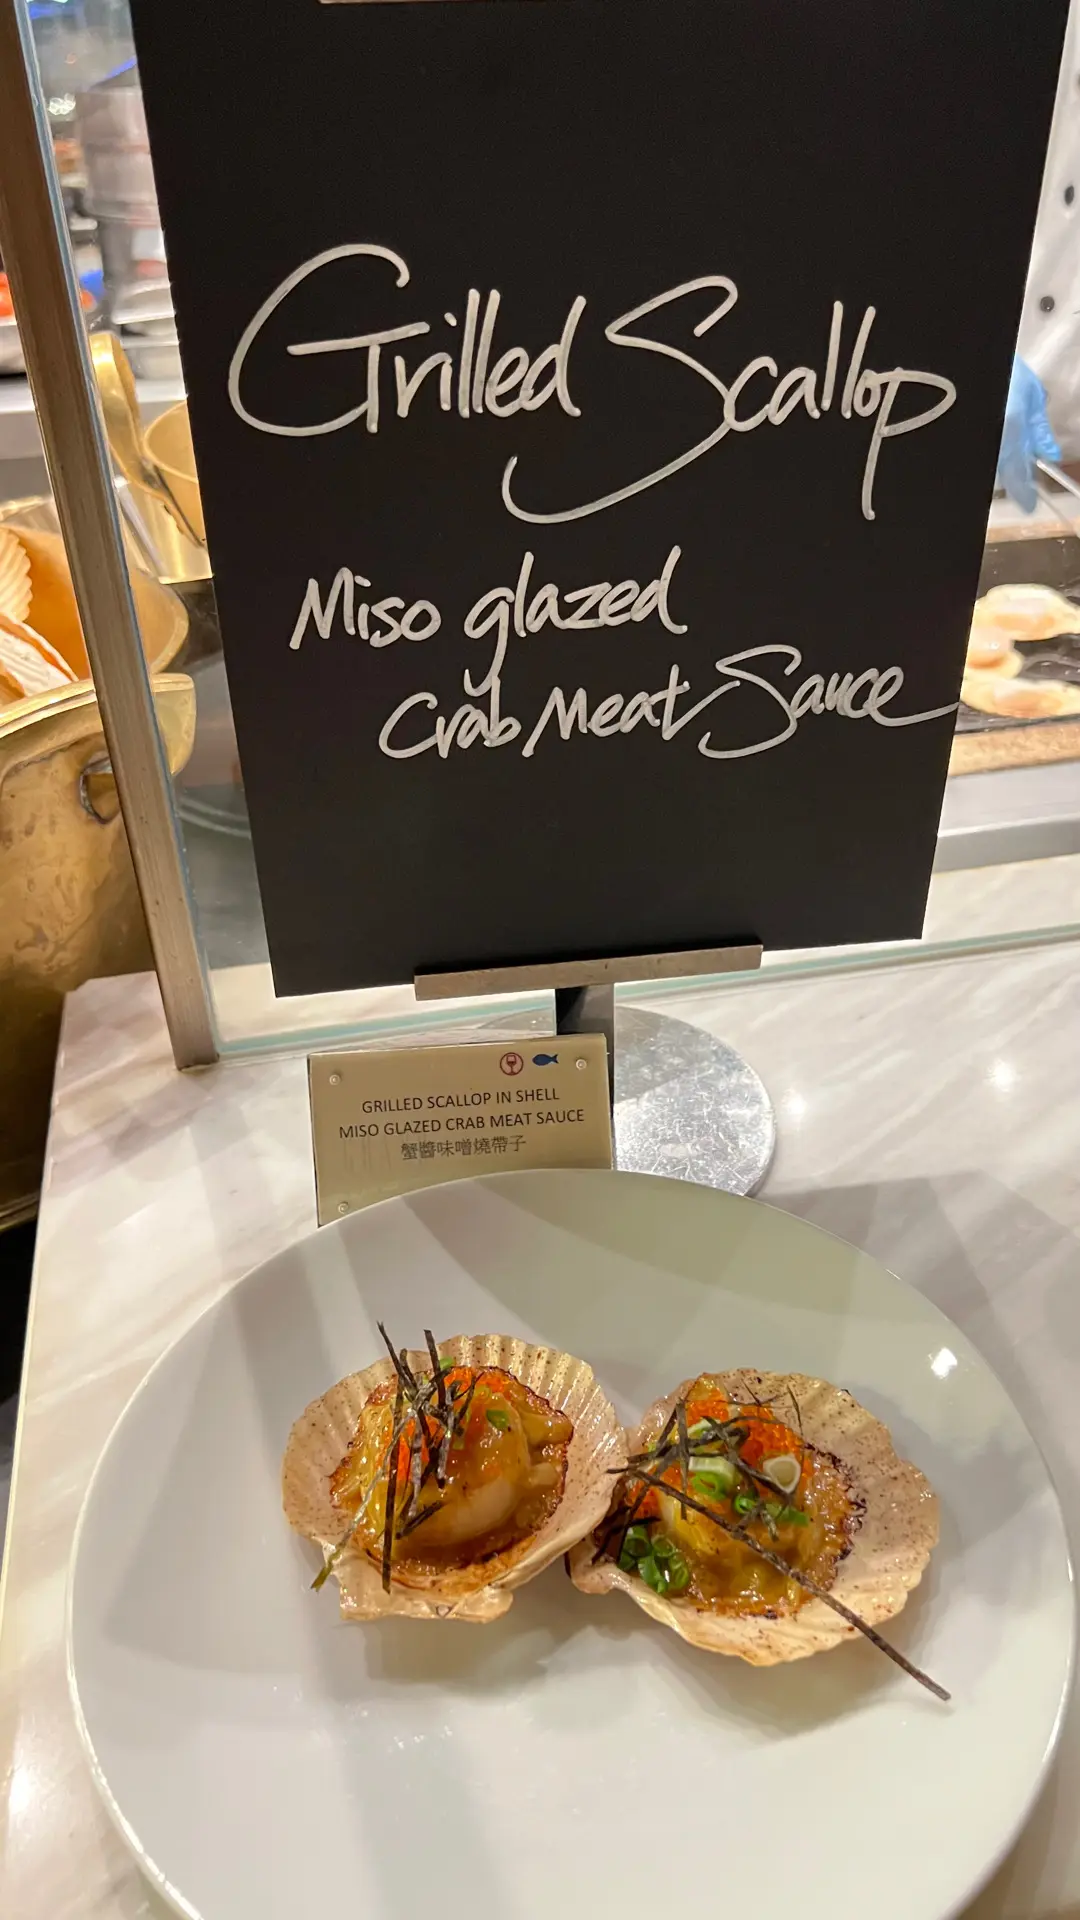 Grilled Scallop
Miso glazed
Crab Meat Sauce
GRILLED SCALLOP IN SHELL
MISO GLAZED CRAB MEAT SAUCE
蟹醬味噌燒帶子